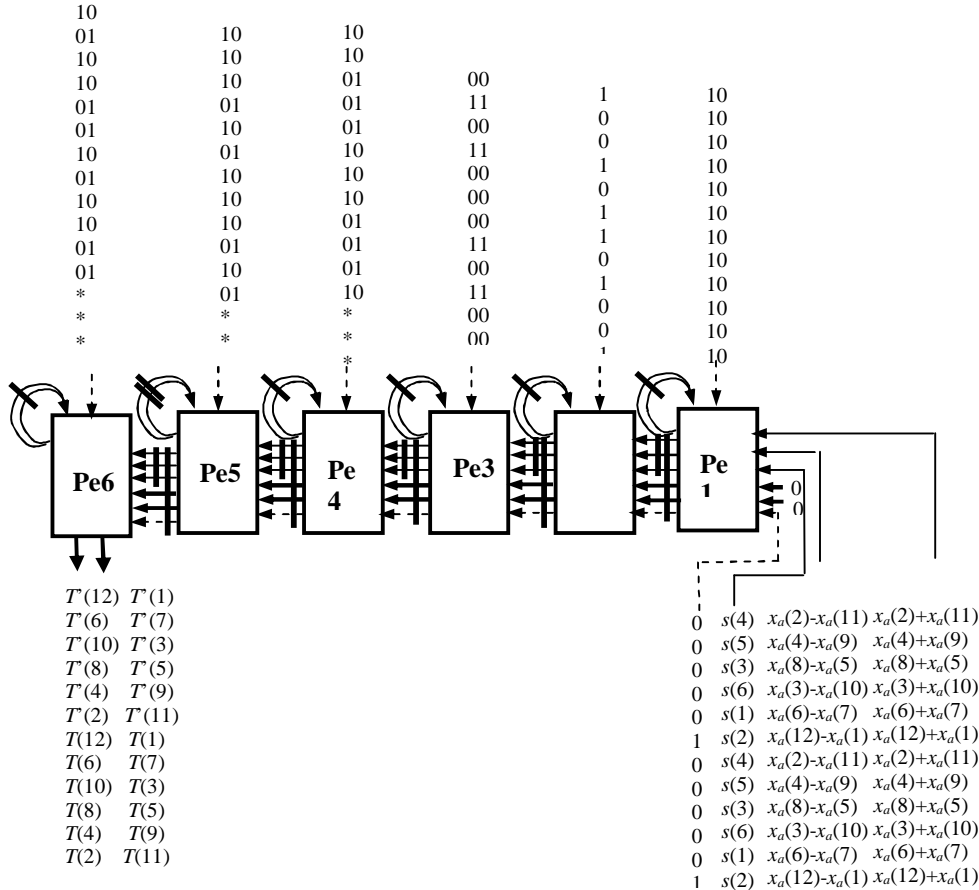 10
01
10
10
01
01
10
01
10
10
01
01
*
*
*
10
10
10
01
10
01
10
10
10
01
10
01
*
*
10
10
01
01
01
10
10
10
01
01
01
10
*
*
*
00
11
00
11
00
00
00
11
00
11
00
00
1
0
0
1
0
1
1
0
1
0
0
1
10
10
10
10
10
10
10
10
10
10
10
10
Pe6
Pe5
Pe
4
Pe3
Pe
1
0
0
T'(12) T'(1)
T'(6) T'(7)
T'(10) T'(3)
T'(8) T'(5)
T'(4) T'(9)
T'(2) T'(11)
T(12) T(1)
T(6) T(7)
T(10) T(3)
T(8) T(5)
T(4) T(9)
T(2) T(11)
0 s(4) xa(2)-xa(11) xa(2)+xa(11)
0 s(5) xa(4)-xa(9) xa(4)+xa(9)
0 s(3) xa(8)-xa(5) xa(8)+xa(5)
0 s(6) xa(3)-xa(10) xa(3)+xa(10)
0 s(1) xa(6)-xa(7) xa(6)+xa(7)
1 s(2) xa(12)-xa(1) xa(12)+xa(1)
0 s(4) xa(2)-xa(11) xa(2)+xa(11)
0 s(5) xa(4)-xa(9) xa(4)+xa(9)
0 s(3) xa(8)-xa(5) xa(8)+xa(5)
0 s(6) xa(3)-xa(10) xa(3)+xa(10)
0 s(1) xa(6)-xa(7) xa(6)+xa(7)
1 s(2) xa(12)-xa(1) xa(12)+xa(1)